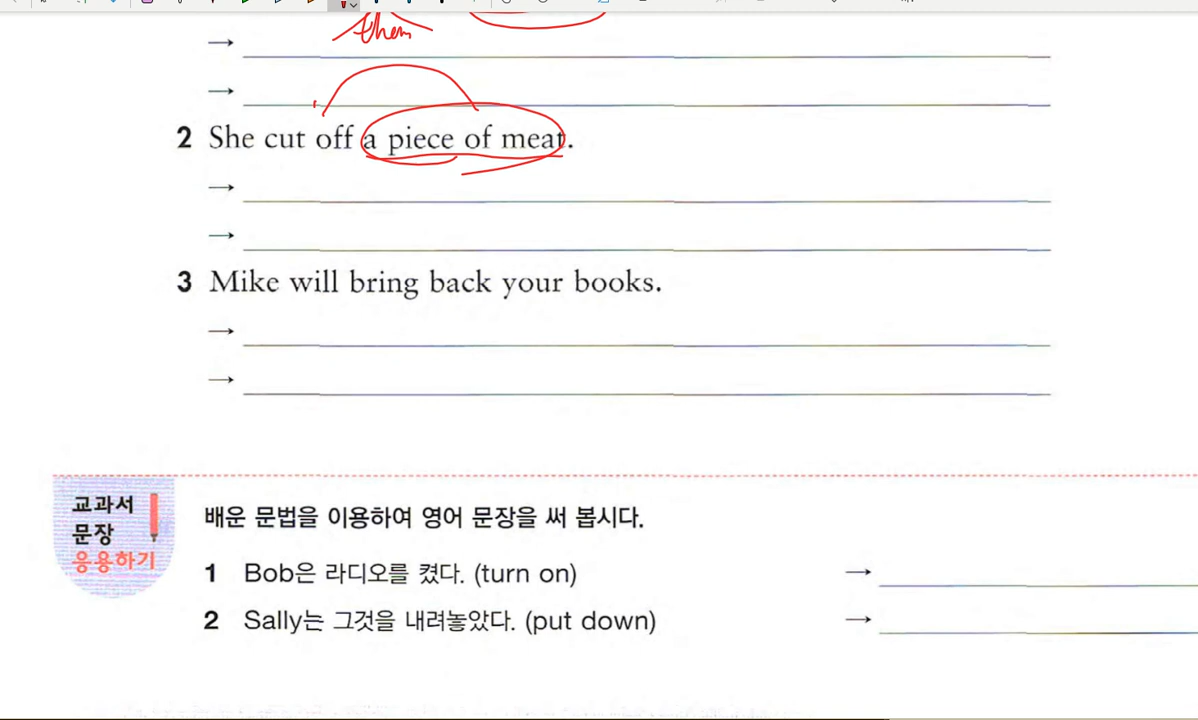 them
→
→
2 She cut off a piece of meat.
→
→
3 Mike will bring back your books.
→
→
교과서
문장
응용하기
배운 문법을 이용하여 영어 문장을 써 봅시다.
1 Bob은 라디오를 켰다. (turn on) →
2 Sally는 그것을 내려놓았다. (put down) →